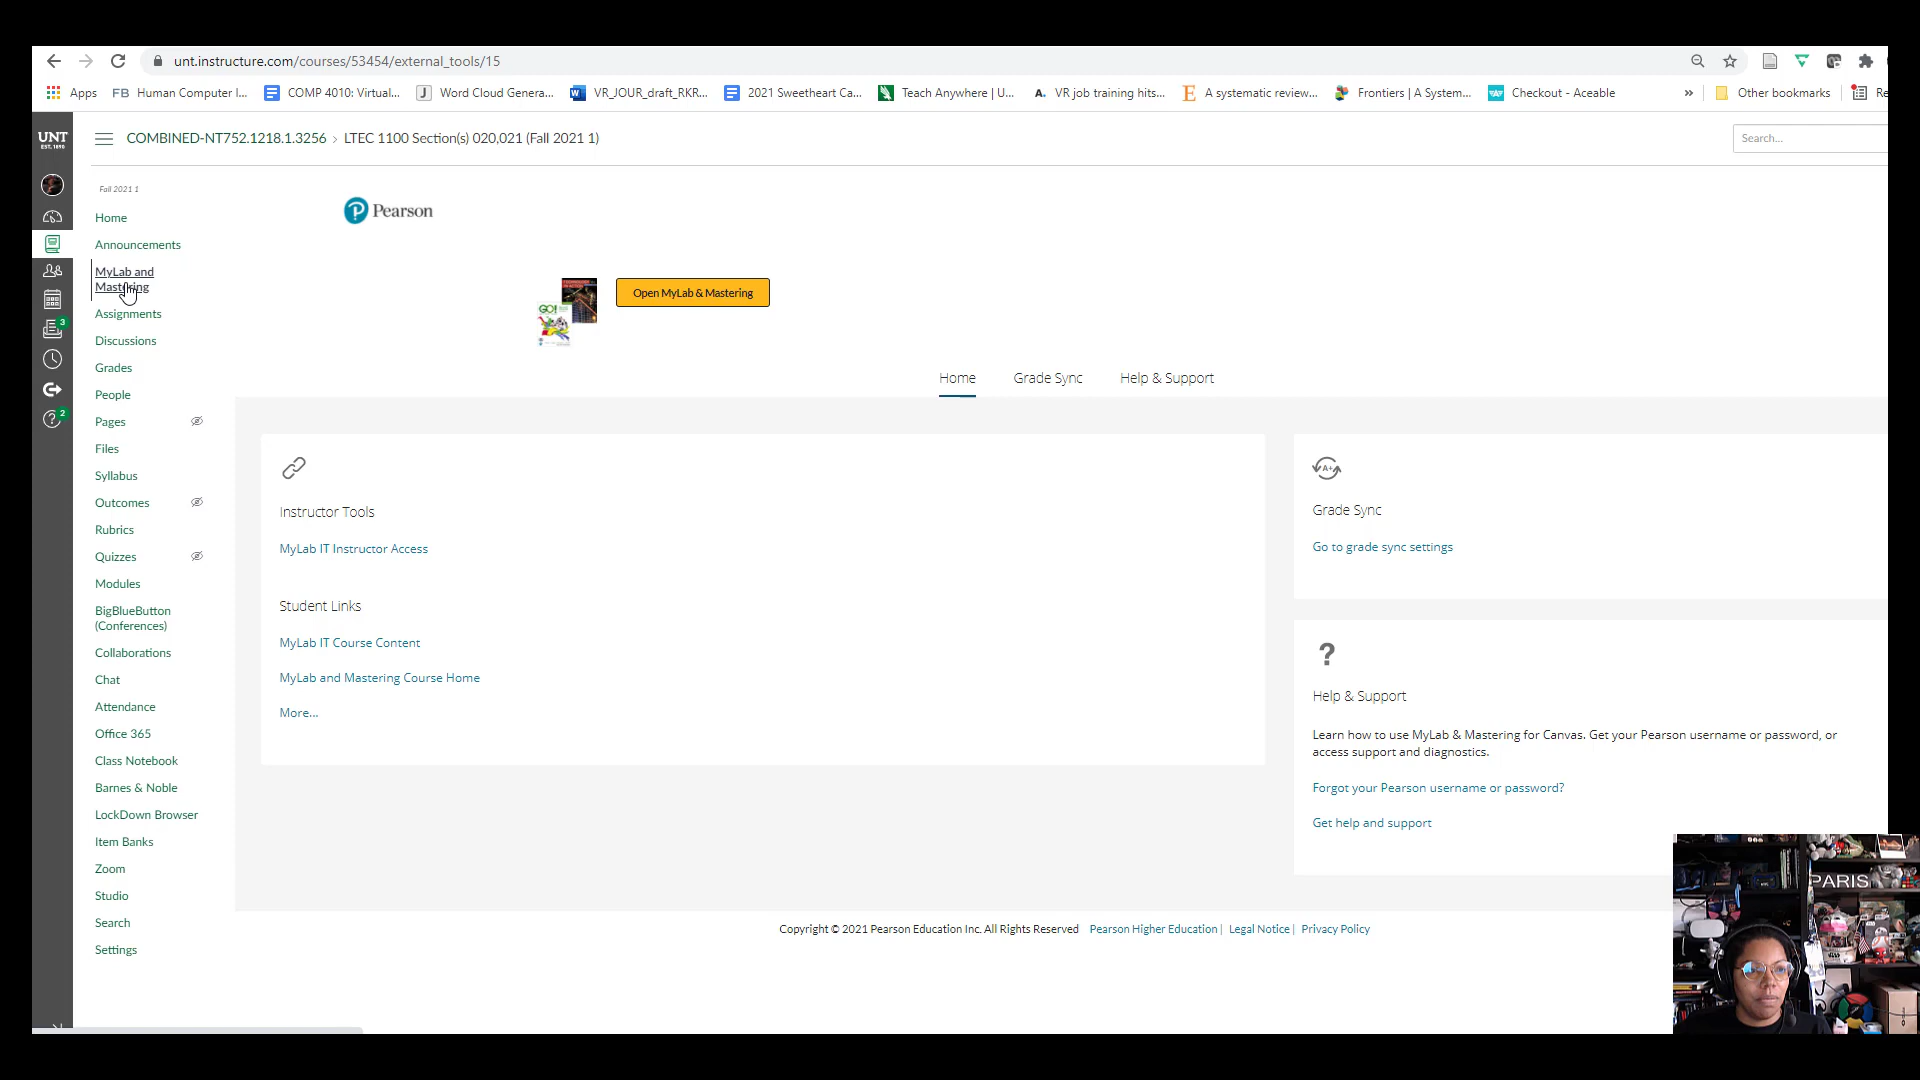 unt.instructure.com/courses/53454/external_tools/15
Apps
FB Human Computer I...
COMP 4010: Virtual...
J Word Cloud Genera...
VR_JOUR_draft_RKR...
2021 Sweetheart Ca...
Teach Anywhere | U...
A. VR job training hits...
E A systematic review...
Frontiers | A System...
Checkout - Aceable
»
Other bookmarks
Re
UNT
EST. 1890
COMBINED-NT752.1218.1.3256 › LTEC 1100 Section(s) 020,021 (Fall 2021 1)
Search...
Fall 2021 1
Home
Announcements
MyLab and
Mastering
Assignments
Discussions
Grades
People
Pages
Files
Syllabus
Outcomes
Rubrics
Quizzes
Modules
BigBlueButton
(Conferences)
Collaborations
Chat
Attendance
Office 365
Class Notebook
Barnes & Noble
LockDown Browser
Item Banks
Zoom
Studio
Search
Settings
3
2
Pearson
GO!
Open MyLab & Mastering
Home
Grade Sync
Help & Support
Instructor Tools
MyLab IT Instructor Access
Student Links
MyLab IT Course Content
MyLab and Mastering Course Home
More...
A+
Grade Sync
Go to grade sync settings
?
Help & Support
Learn how to use MyLab & Mastering for Canvas. Get your Pearson username or password, or
access support and diagnostics.
Forgot your Pearson username or password?
Get help and support
Copyright © 2021 Pearson Education Inc. All Rights Reserved Pearson Higher Education | Legal Notice | Privacy Policy
PARIS